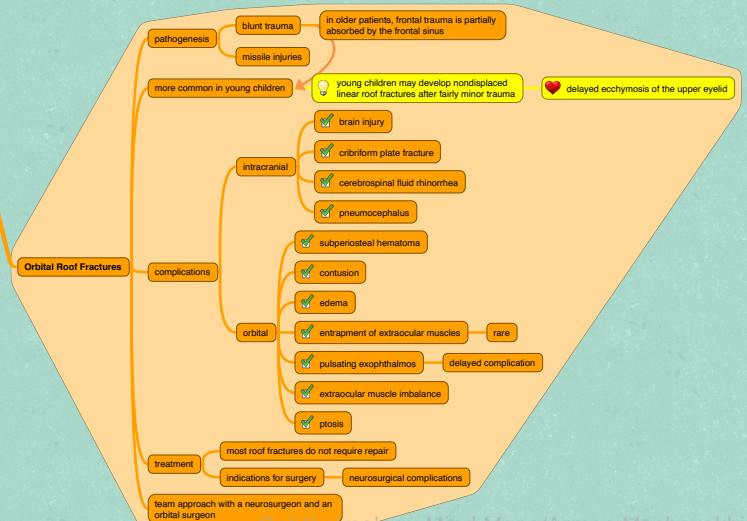 Orbital Roof Fractures
pathogenesis
blunt trauma
in older patients, frontal trauma is partially
absorbed by the frontal sinus
missile injuries
more common in young children
young children may develop nondisplaced
linear roof fractures after fairly minor trauma
delayed ecchymosis of the upper eyelid
complications
intracranial
brain injury
cribriform plate fracture
cerebrospinal fluid rhinorrhea
pneumocephalus
orbital
subperiosteal hematoma
contusion
edema
entrapment of extraocular muscles
rare
pulsating exophthalmos
delayed complication
extraocular muscle imbalance
ptosis
treatment
most roof fractures do not require repair
indications for surgery
neurosurgical complications
team approach with a neurosurgeon and an
orbital surgeon